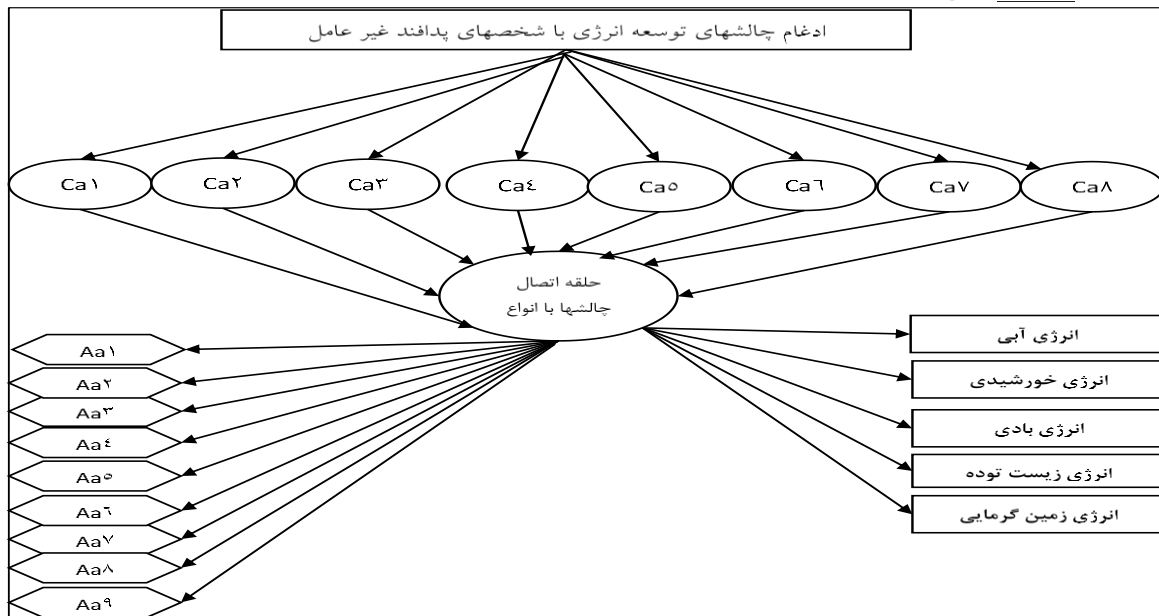 ادغام چالشهای توسعه انرژی با شخصهای پدافند غیر عامل
Ca۱ Ca۲ Ca۳ Ca٤ Ca٥ Ca٦ Ca۷ Ca۸
حلقه اتصال
چالشها با انواع
Aa۱
Aa۲
Aa۳
Aa٤
Aa٥
Aa٦
Aa۷
Aa۸
Aa۹
انرژی آبی
انرژی خورشیدی
انرژی بادی
انرژی زیست توده
انرژی زمین گرمایی